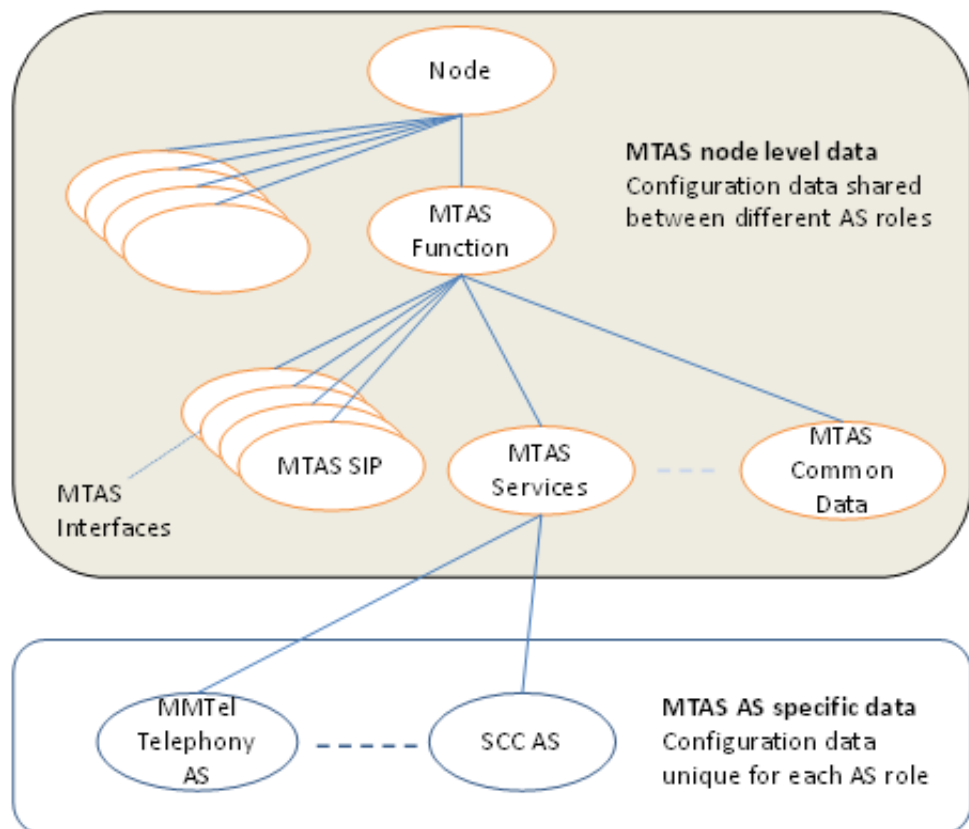 Node
MTAS node level data
Configuration data shared
between different AS roles
MTAS
Function
MTAS SIP
MTAS
Services
MTAS
Common
Data
MTAS
Interfaces
MMTel
Telephony
AS
SCC AS
MTAS AS specific data
Configuration data
unique for each AS role